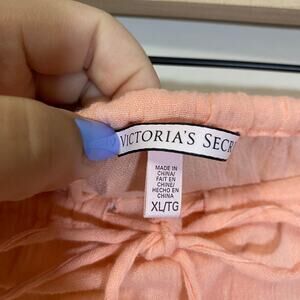 VICTORIA'S SECR
MADE IN
CHINA/
FAIT EN
CHINE/
HECHO EN
CHINA
XL/TG